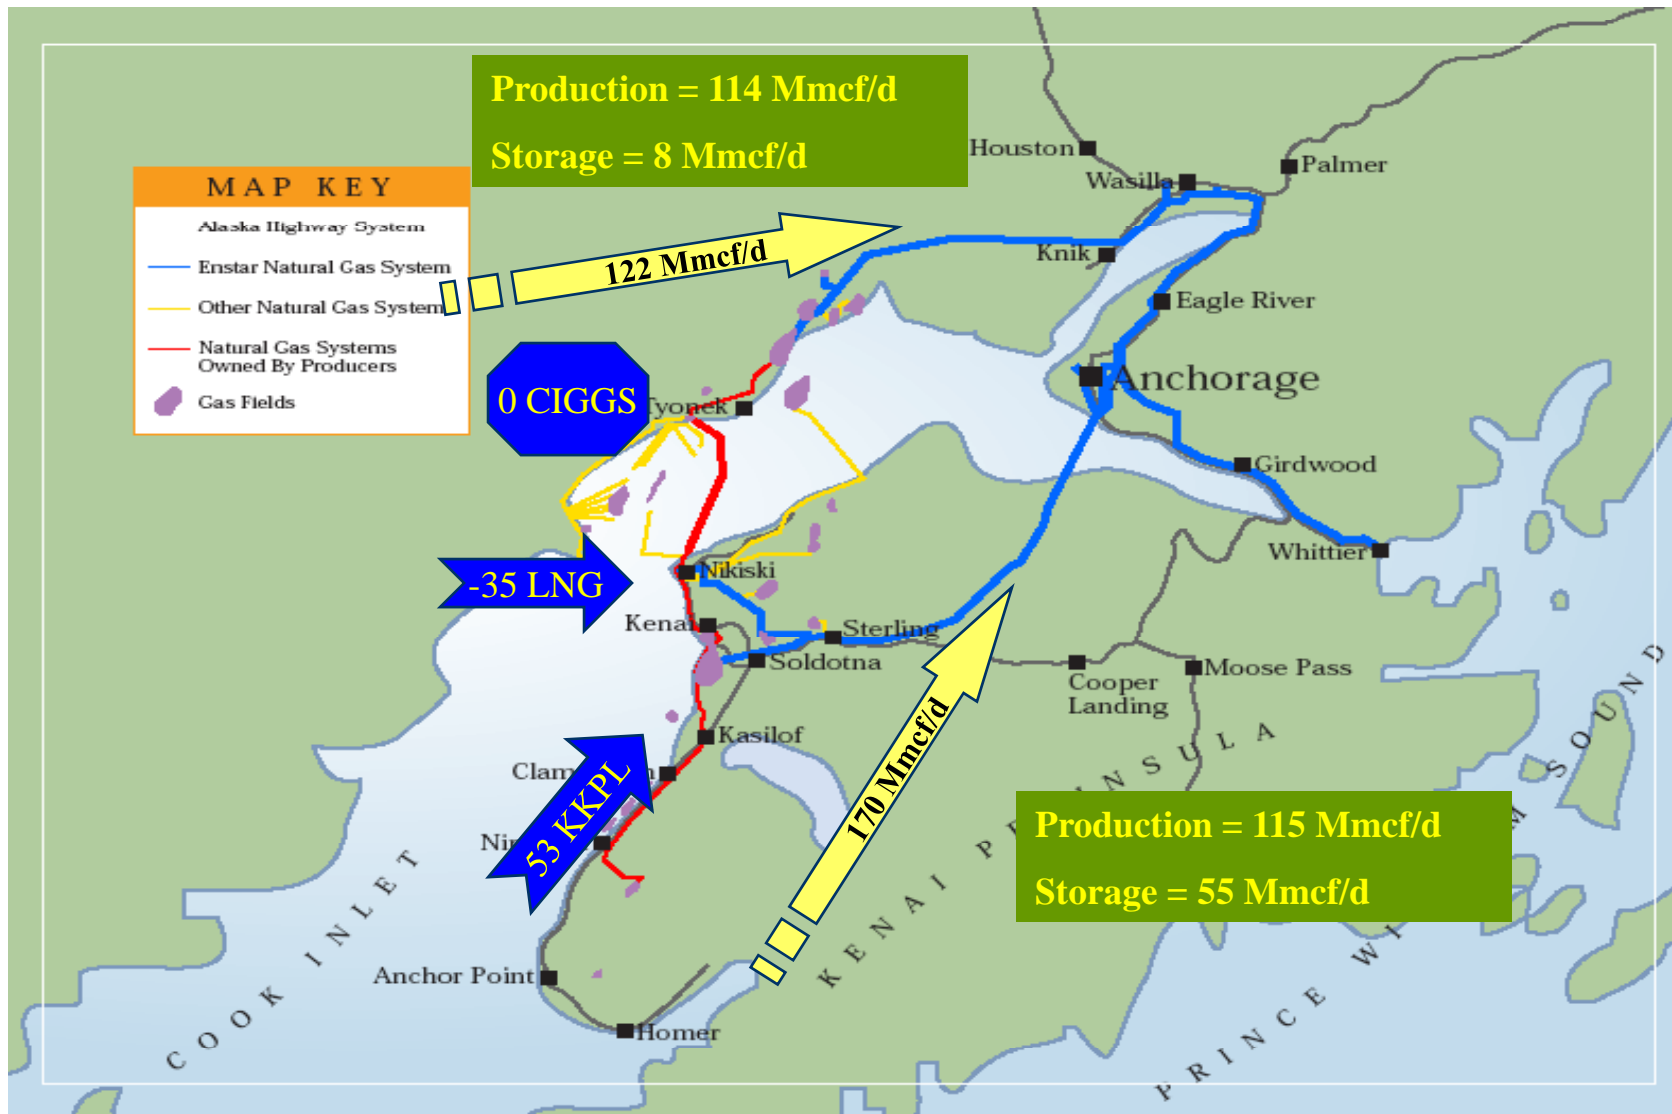 Production = 114 Mmcf/d
Storage = 8 Mmcf/d
Houston
Palmer
Wasilla
MAP KEY
Alaska Highway System
Enstar Natural Gas System
Other Natural Gas System
Natural Gas Systems
Owned By Producers
Gas Fields
122 Mmcf/d
Knik
Eagle River
Anchorage
0 CIGGS
Tyonek
Girdwood
Whittier
-35 LNG
Nikiski
Kenai
Sterling
Soldotna
Cooper
Landing
Moose Pass
Kasilof
53 KKPL
170 Mmcf/d
Production = 115 Mmcf/d
Storage = 55 Mmcf/d
COOK INLET
KENAI
SOUND
PRINCE
Anchor Point
Homer